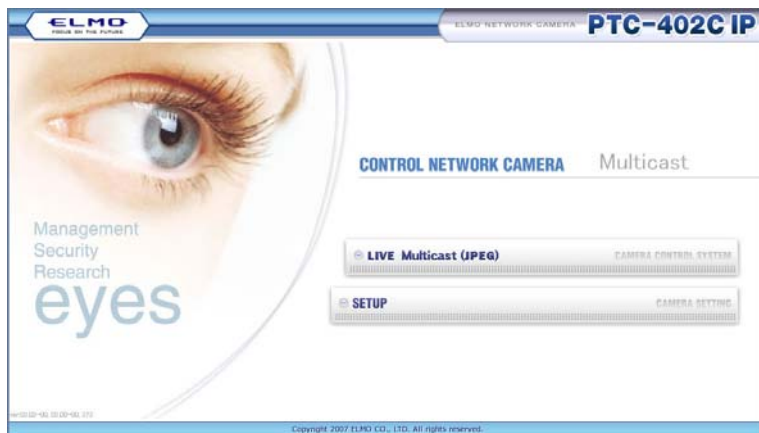 ELMO
FOCUS ON THE FUTURE
ELMO NETWORK CAMERA PTC-402C IP
CONTROL NETWORK CAMERA Multicast
Management
Security
Research
eyes
LIVE Multicast (JPEG) CAMERA CONTROL SYSTEM
SETUP CAMERA SETTING
Copyright 2007 ELMO CO., LTD. All rights reserved.